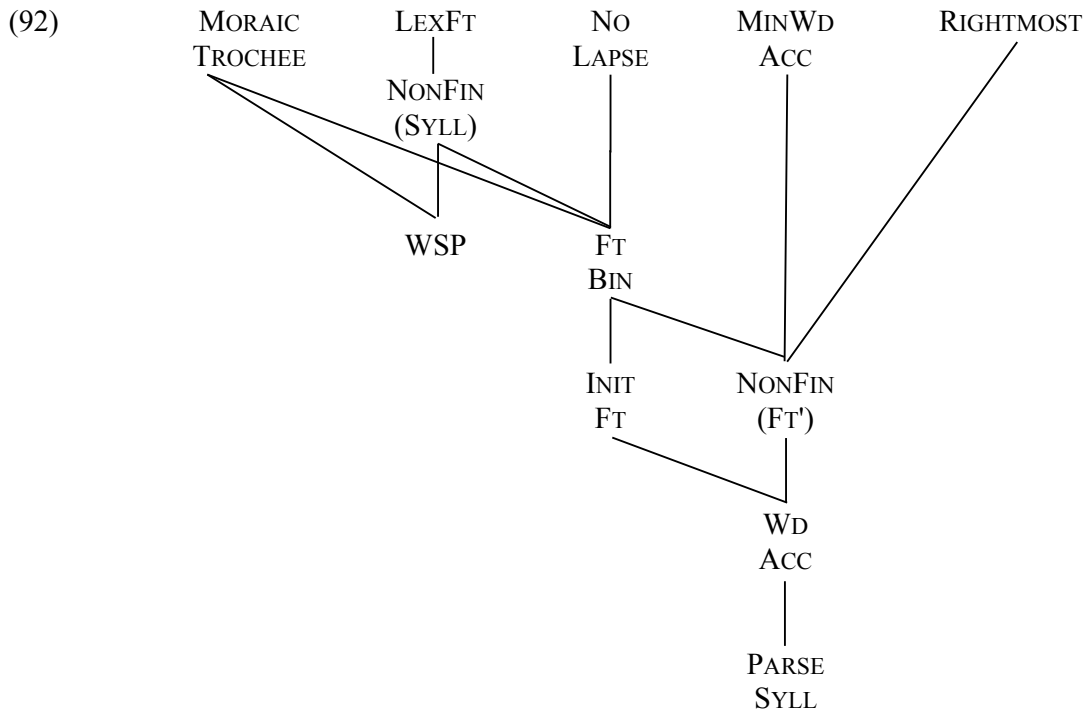 (92) MORAIC LEXFT NO MINWD RIGHTMOST
TROCHEE LAPSE ACC
NONFIN
(SYLL)
WSP FT
BIN
INIT NONFIN
FT (FT')
WD
ACC
PARSE
SYLL